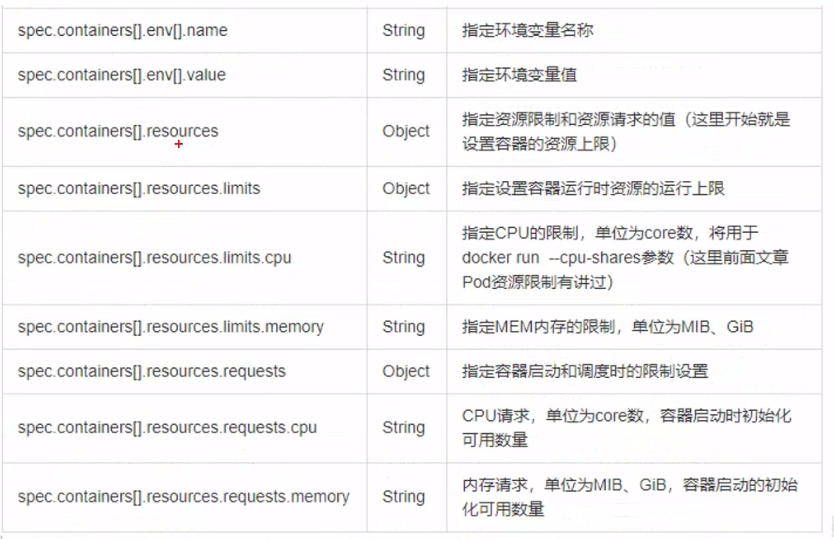 spec.containers[].env[].name String 指定环境变量名称
spec.containers[].env[].value String 指定环境变量值
spec.containers[].resources Object 指定资源限制和资源请求的值（这里开始就是
设置容器的资源上限）
spec.containers[].resources.limits Object 指定设置容器运行时资源的运行上限
spec.containers[].resources.limits.cpu String 指定CPU的限制，单位为core数，将用于
docker run --cpu-shares参数（这里前面文章
Pod资源限制有讲过）
spec.containers[].resources.limits.memory String 指定MEM内存的限制，单位为MIB、GiB
spec.containers[].resources.requests Object 指定容器启动和调度时的限制设置
spec.containers[].resources.requests.cpu String CPU请求，单位为core数，容器启动时初始化
可用数量
spec.containers[].resources.requests.memory String 内存请求，单位为MIB、GiB，容器启动的初始
化可用数量